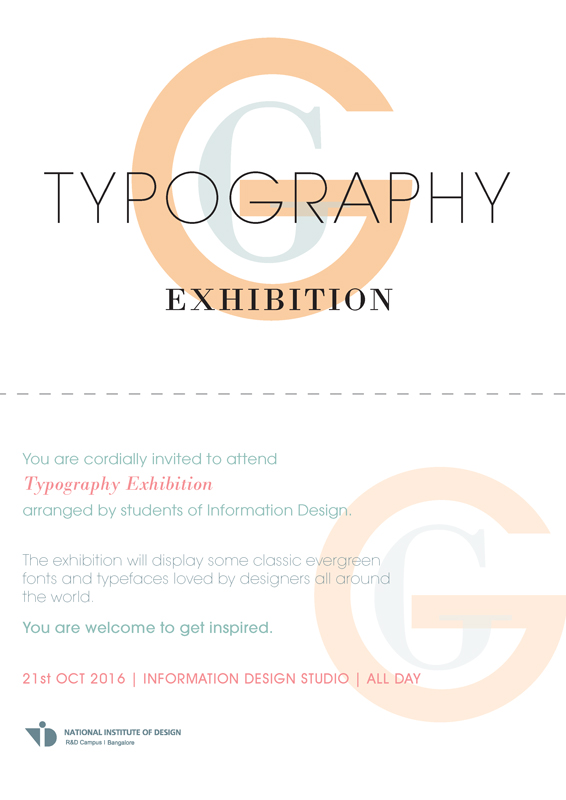 G
G
TYPOGRAPHY
EXHIBITION
You are cordially invited to attend
Typography Exhibition
arranged by students of Information Design.
The exhibition will display some classic evergreen
fonts and typefaces loved by designers all around
the world.
You are welcome to get inspired.
21st OCT 2016 | INFORMATION DESIGN STUDIO | ALL DAY
G
G
NATIONAL INSTITUTE OF DESIGN
R&D Campus | Bangalore